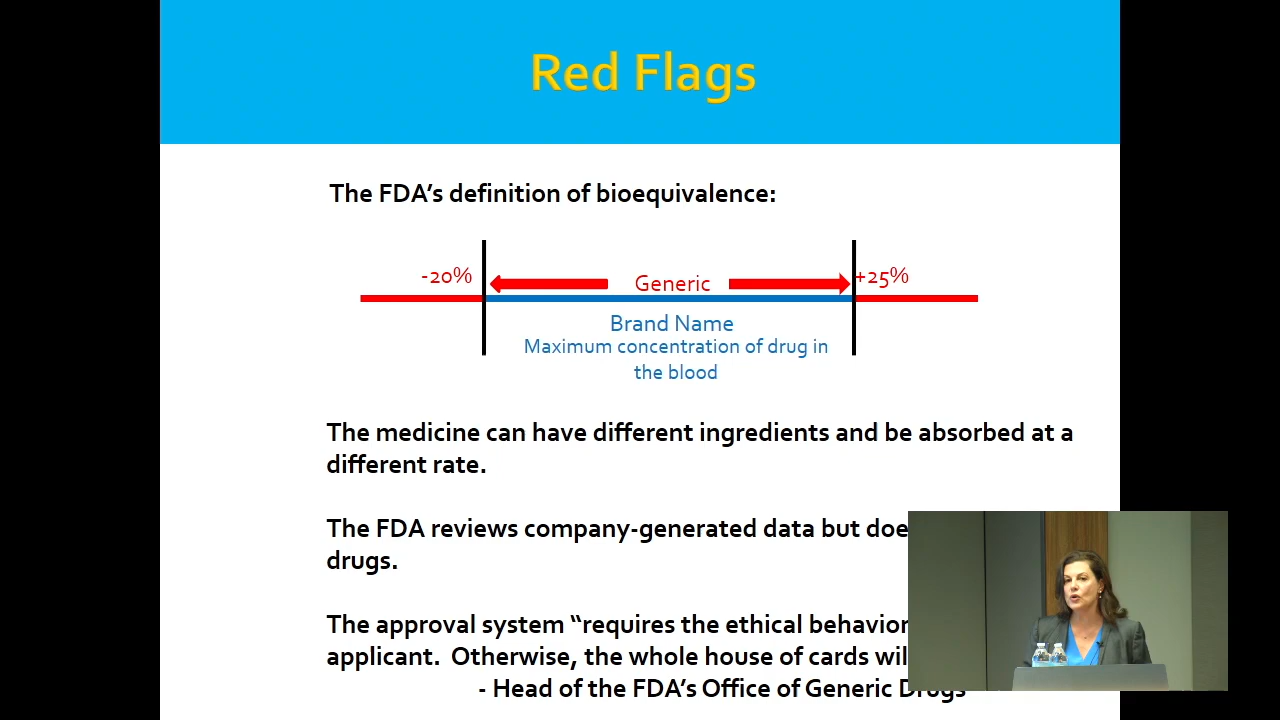 Red Flags
The FDA's definition of bioequivalence:
-20%
Generic
+25%
Brand Name
Maximum concentration of drug in
the blood
The medicine can have different ingredients and be absorbed at a
different rate.
The FDA reviews company-generated data but
drugs.
The approval system “requires the ethical behavior
applicant. Otherwise, the whole house of cards
- Head of the FDA's Office of Generic Drugs